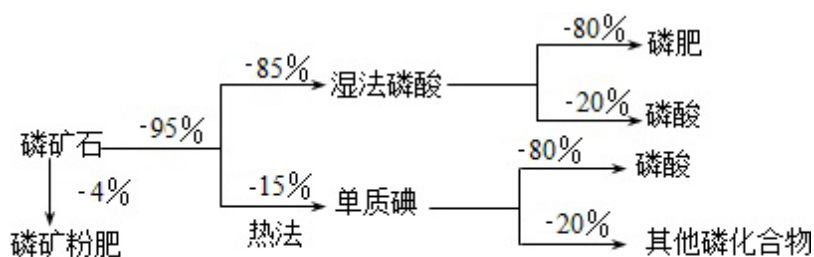 -80%
磷肥
-85%
湿法磷酸
-20%
磷酸
磷矿石
-95%
-80%
磷酸
-4%
-15%
单质碘
热法
-20%
其他磷化合物
磷矿粉肥